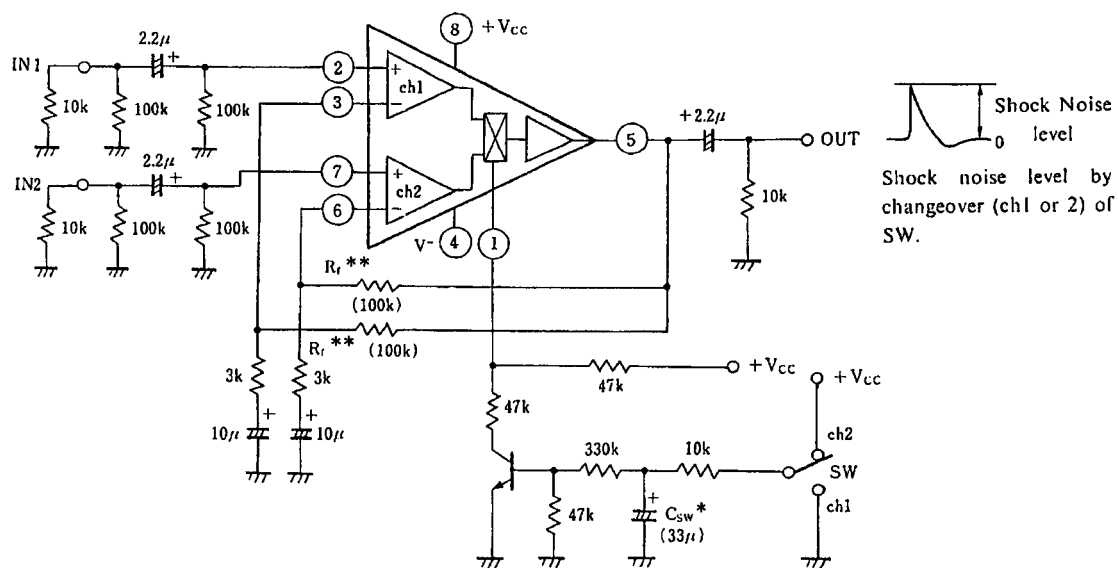 8 +Vcc
2.2μ +
IN1
2
+
ch1
3
−
10k
100k
100k
2.2μ
+
IN2
7
+
ch2
6
−
10k
100k
100k
V-
4
1
5
+2.2μ
OUT
10k
0
Shock Noise
level
Shock noise level by
changeover (ch1 or 2) of
SW.
Rf **
(100k)
Rf **
(100k)
3k
3k
+
10μ
+
10μ
47k
+Vcc
+Vcc
47k
330k
10k
ch2
SW
ch1
47k
+
CSW*
(33μ)